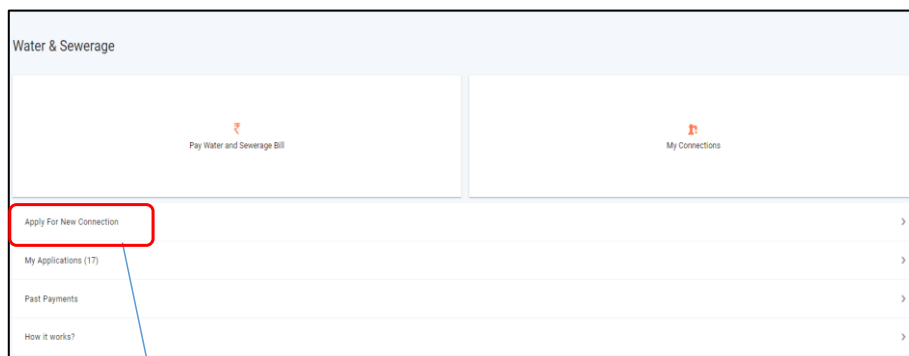 Water & Sewerage
₹
Pay Water and Sewerage Bill
My Connections
Apply For New Connection
My Applications (17)
Past Payments
How it works?